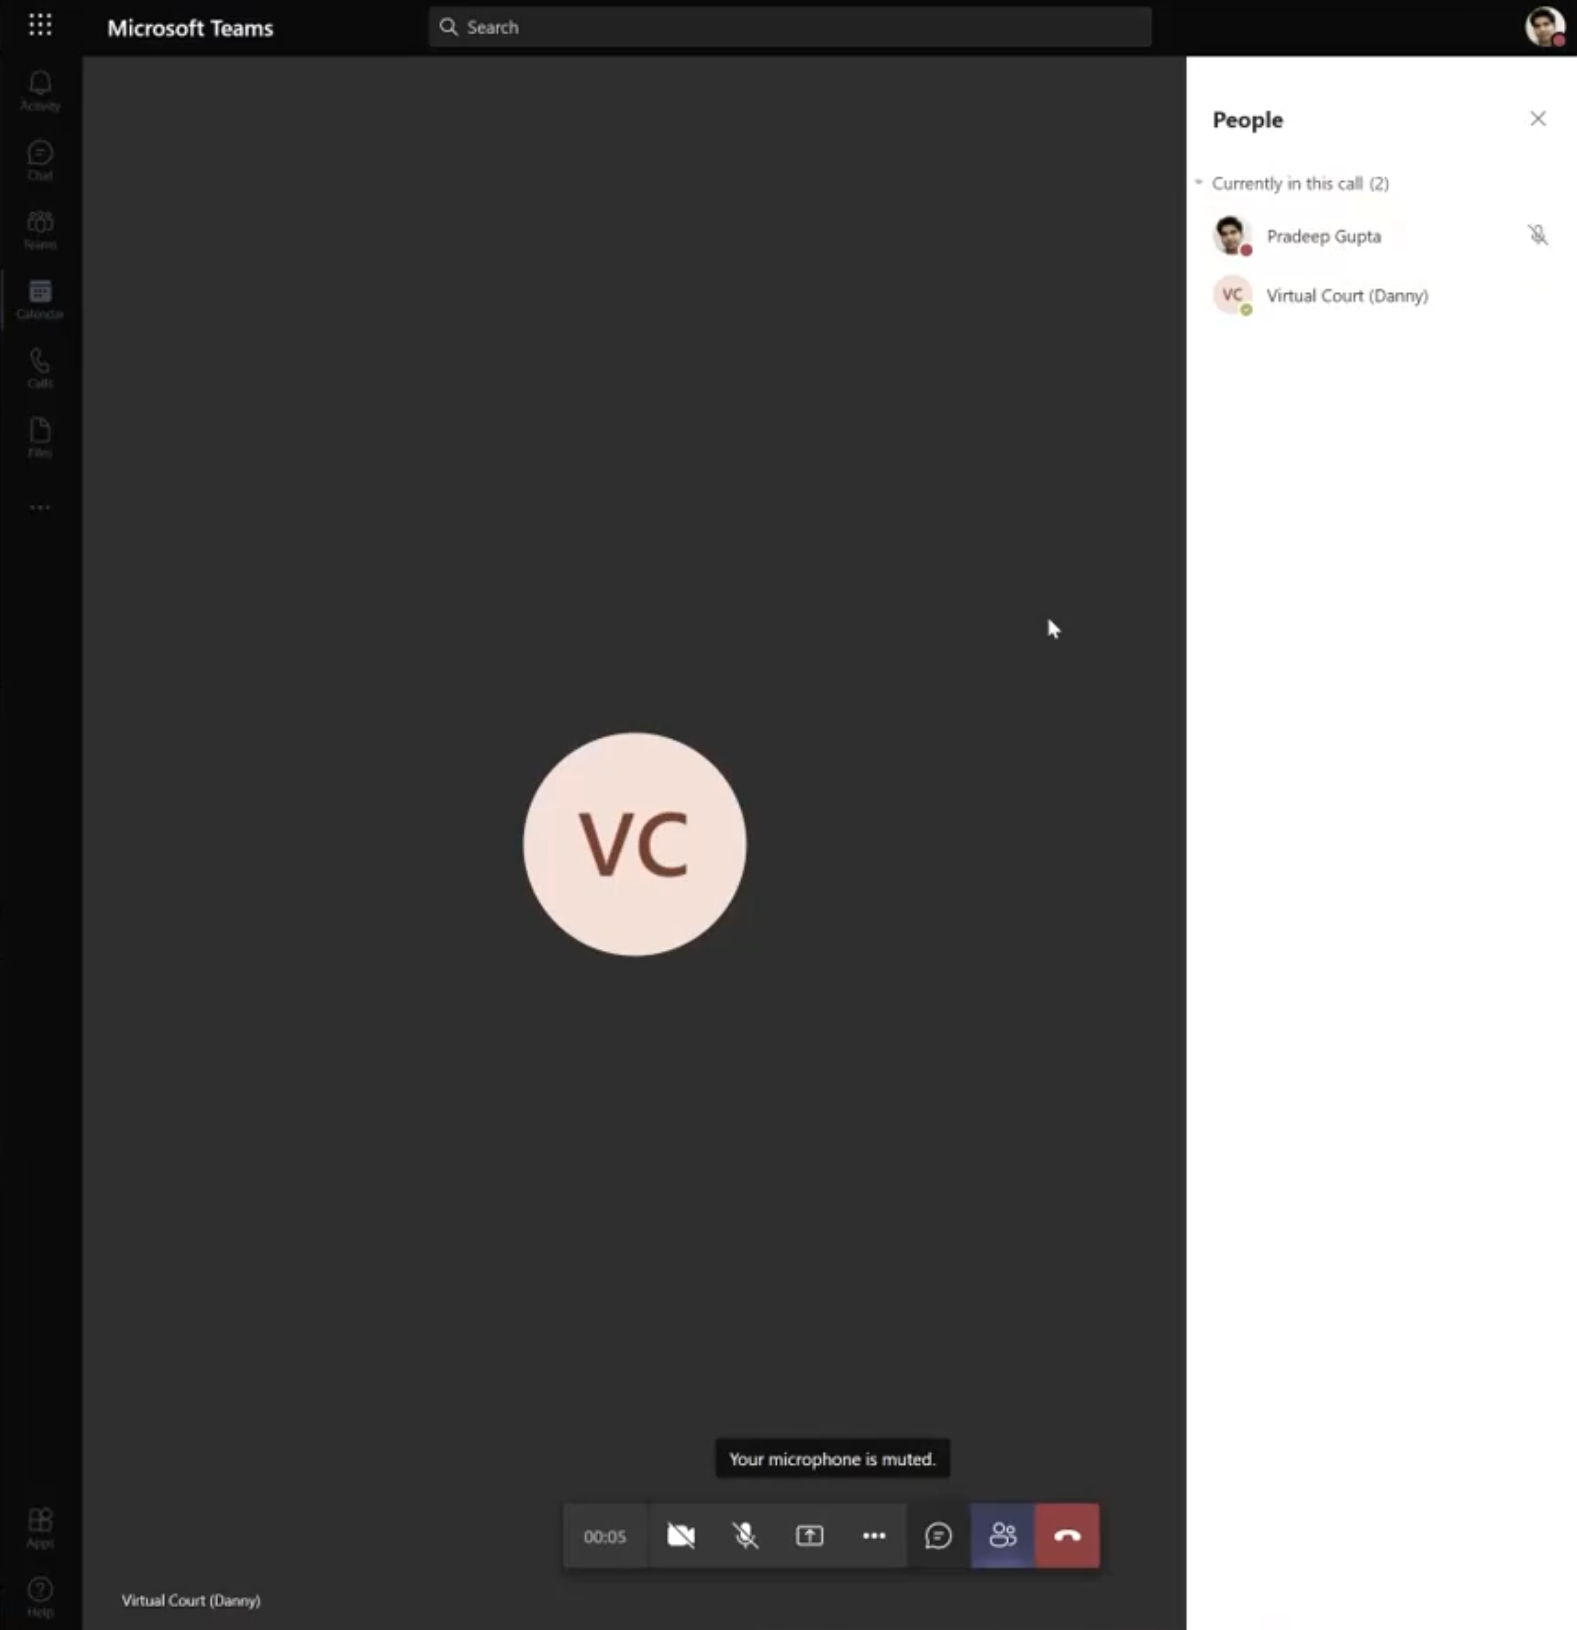 Microsoft Teams
Search
Activity
Chat
Teams
Calendar
Calls
Files
Apps
Help
VC
Your microphone is muted.
00:05
Virtual Court (Danny)
People
Currently in this call (2)
Pradeep Gupta
VC
Virtual Court (Danny)